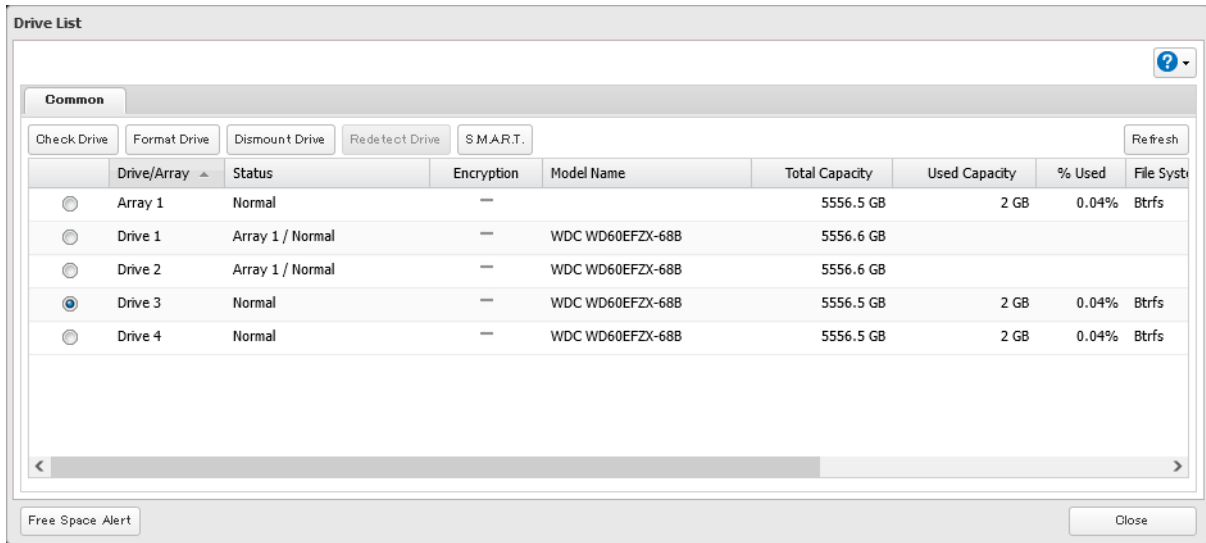 Drive List
?
Common
Check Drive Format Drive Dismount Drive Redetect Drive S.M.A.R.T. Refresh
Drive/Array Status Encryption Model Name Total Capacity Used Capacity % Used File Syste
Array 1 Normal — 5556.5 GB 2 GB 0.04% Btrfs
Drive 1 Array 1 / Normal — WDC WD60EFZX-68B 5556.6 GB
Drive 2 Array 1 / Normal — WDC WD60EFZX-68B 5556.6 GB
Drive 3 Normal — WDC WD60EFZX-68B 5556.5 GB 2 GB 0.04% Btrfs
Drive 4 Normal — WDC WD60EFZX-68B 5556.5 GB 2 GB 0.04% Btrfs
Free Space Alert Close